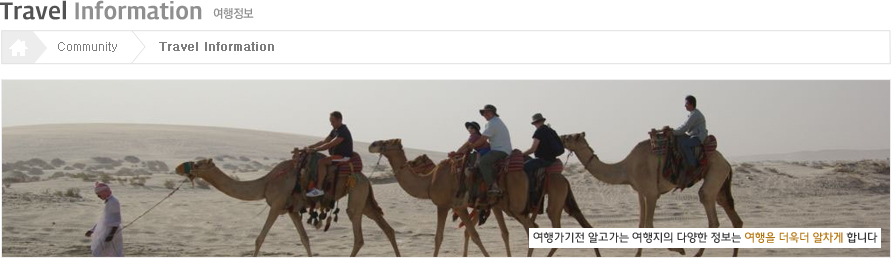 Travel Information 여행정보
Community Travel Information
여행가기전 알고가는 여행지의 다양한 정보는 여행을 더욱더 알차게 합니다